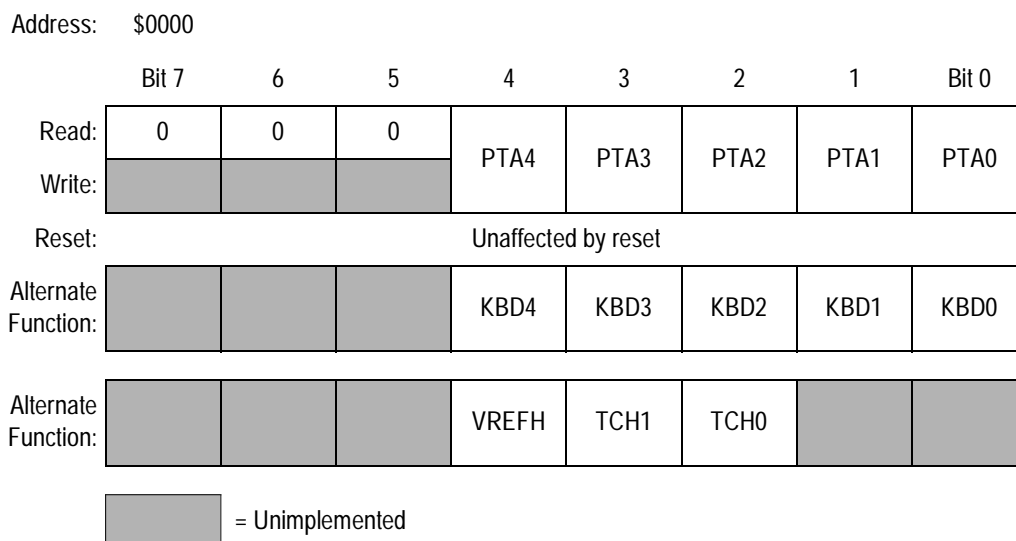 Address: $0000
Bit 7 6 5 4 3 2 1 Bit 0
Read: 0 0 0 PTA4 PTA3 PTA2 PTA1 PTA0
Write:
Reset: Unaffected by reset
Alternate Function: KBD4 KBD3 KBD2 KBD1 KBD0
Alternate Function: VREFH TCH1 TCH0
= Unimplemented